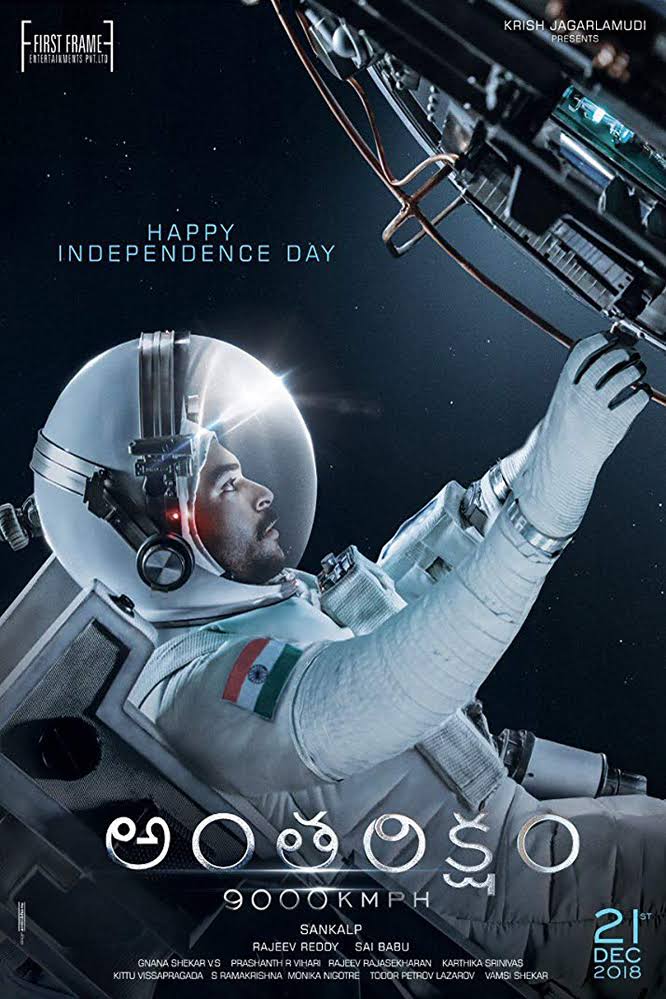 FIRST FRAME
ENTERTAINMENTS PVT.LTD
KRISH JAGARLAMUDI
PRESENTS
HAPPY
INDEPENDENCE DAY
అంతరిక్షం
9000KMPH
SANKALP
RAJEEV REDDY SAI BABU
GNANA SHEKAR V.S PRASHANTH R VIHARI RAJEEV RAJASEKHARAN KARTHIKA SRINIVAS
KITTU VISSAPRAGADA S RAMAKRISHNA MONIKA NIGOTRE TODOR PETROV LAZAROV VAMSI SHEKAR
21ST
DEC
2018